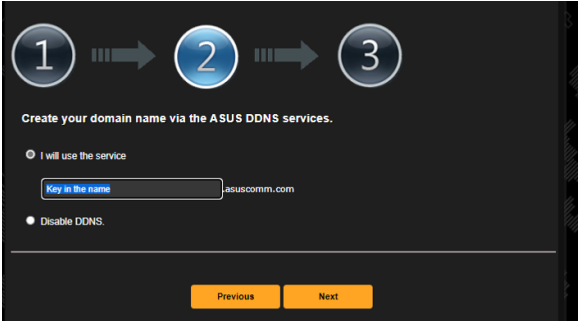 1 2 3
Create your domain name via the ASUS DDNS services.
I will use the service
Key in the name .asuscomm.com
Disable DDNS.
Previous Next